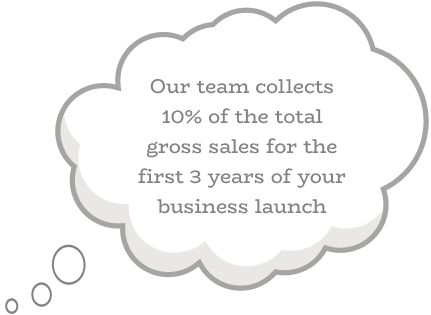 Our team collects
10% of the total
gross sales for the
first 3 years of your
business launch